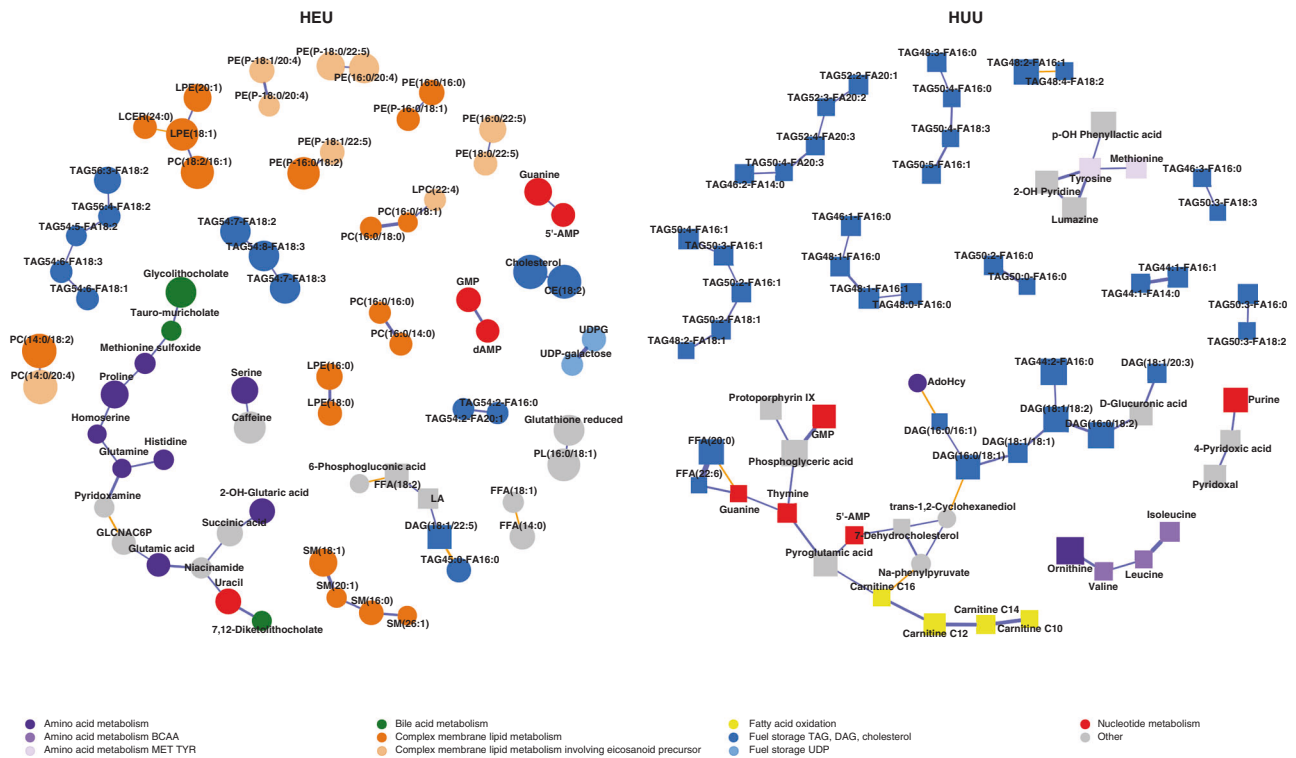 HEU
HUU
PE(P-18:0/22:5)
PE(P-18:1/20:4)
PE(16:0/20:4)
LPE(20:1)
PE(16:0/16:0)
PE(P-18:0/20:4)
LCER(24:0)
PE(P-16:0/18:1)
PE(16:0/22:5)
LPE(18:1)
PE(P-18:1/22:5)
PE(18:0/22:5)
PC(18:2/16:1)
PE(P-16:0/18:2)
TAG56:3-FA18:2
Guanine
LPC(22:4)
TAG56:4-FA18:2
PC(16:0/18:1)
TAG54:7-FA18:2
TAG54:5-FA18:2
5'-AMP
PC(16:0/18:0)
TAG54:8-FA18:3
TAG54:6-FA18:3
Cholesterol
Glycolithocholate
TAG54:7-FA18:3
GMP
CE(18:2)
TAG54:6-FA18:1
PC(16:0/16:0)
Tauro-muricholate
UDPG
PC(14:0/18:2)
PC(16:0/14:0)
dAMP
Methionine sulfoxide
UDP-galactose
LPE(16:0)
PC(14:0/20:4)
Proline
Serine
LPE(18:0)
TAG54:2-FA16:0
Homoserine
Caffeine
TAG54:2-FA20:1
Glutathione reduced
Histidine
Glutamine
PL(16:0/18:1)
6-Phosphogluconic acid
FFA(18:2)
Pyridoxamine
2-OH-Glutaric acid
LA
FFA(18:1)
Succinic acid
DAG(18:1/22:5)
FFA(14:0)
GLCNAC6P
Glutamic acid
SM(18:1)
TAG45:0-FA16:0
Niacinamide
Uracil
SM(20:1)
SM(16:0)
SM(26:1)
7,12-Diketolithocholate
TAG48:3-FA16:0
TAG48:2-FA16:1
TAG52:2-FA20:1
TAG48:4-FA18:2
TAG52:3-FA20:2
TAG50:4-FA16:0
p-OH Phenyllactic acid
TAG52:4-FA20:3
TAG50:4-FA18:3
Methionine
TAG50:4-FA20:3
TAG50:5-FA16:1
Tyrosine
TAG46:3-FA16:0
TAG46:2-FA14:0
2-OH Pyridine
TAG50:3-FA18:3
Lumazine
TAG46:1-FA16:0
TAG50:4-FA16:1
TAG50:3-FA16:1
TAG48:1-FA16:0
TAG50:2-FA16:0
TAG44:1-FA16:1
TAG50:2-FA16:1
TAG50:0-FA16:0
TAG48:1-FA16:1
TAG44:1-FA14:0
TAG48:0-FA16:0
TAG50:3-FA16:0
TAG50:2-FA18:1
TAG48:2-FA18:1
TAG50:3-FA18:2
TAG44:2-FA16:0
DAG(18:1/20:3)
AdoHcy
Protoporphyrin IX
Purine
D-Glucuronic acid
DAG(18:1/18:2)
GMP
DAG(16:0/18:2)
DAG(16:0/16:1)
FFA(20:0)
DAG(18:1/18:1)
4-Pyridoxic acid
DAG(16:0/18:1)
Phosphoglyceric acid
FFA(22:6)
Pyridoxal
Thymine
Guanine
trans-1,2-Cyclohexanediol
5'-AMP
Isoleucine
7-Dehydrocholesterol
Pyroglutamic acid
Ornithine
Na-phenylpyruvate
Leucine
Carnitine C16
Valine
Carnitine C14
Carnitine C12
Carnitine C10
Amino acid metabolism
Bile acid metabolism
Fatty acid oxidation
Nucleotide metabolism
Amino acid metabolism BCAA
Complex membrane lipid metabolism
Fuel storage TAG, DAG, cholesterol
Other
Amino acid metabolism MET TYR
Complex membrane lipid metabolism involving eicosanoid precursor
Fuel storage UDP